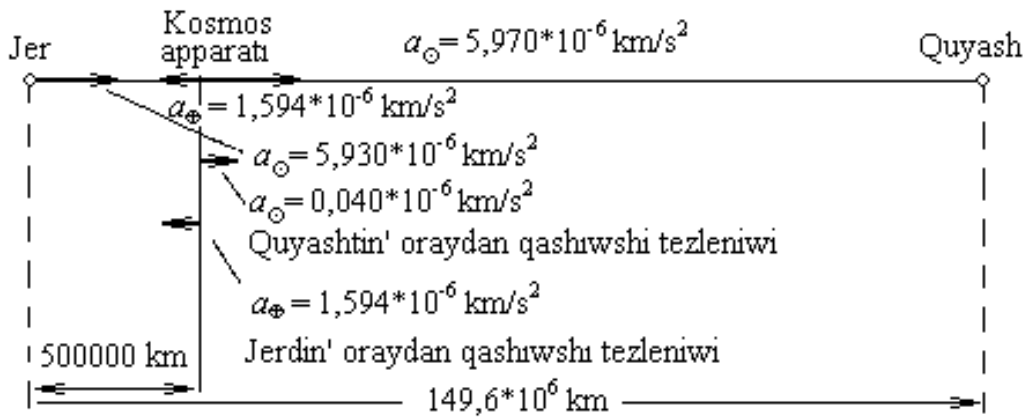 Jer
Kosmos
apparatı
a☉ = 5,970*10⁻⁶ km/s²
Quyash
a⊕ = 1,594*10⁻⁶ km/s²
a☉ = 5,930*10⁻⁶ km/s²
a☉ = 0,040*10⁻⁶ km/s²
Quyashtin' oraydan qashıwshi tezleniwi
a⊕ = 1,594*10⁻⁶ km/s²
Jerdin' oraydan qashıwshı tezleniwi
500000 km
149,6*10⁶ km